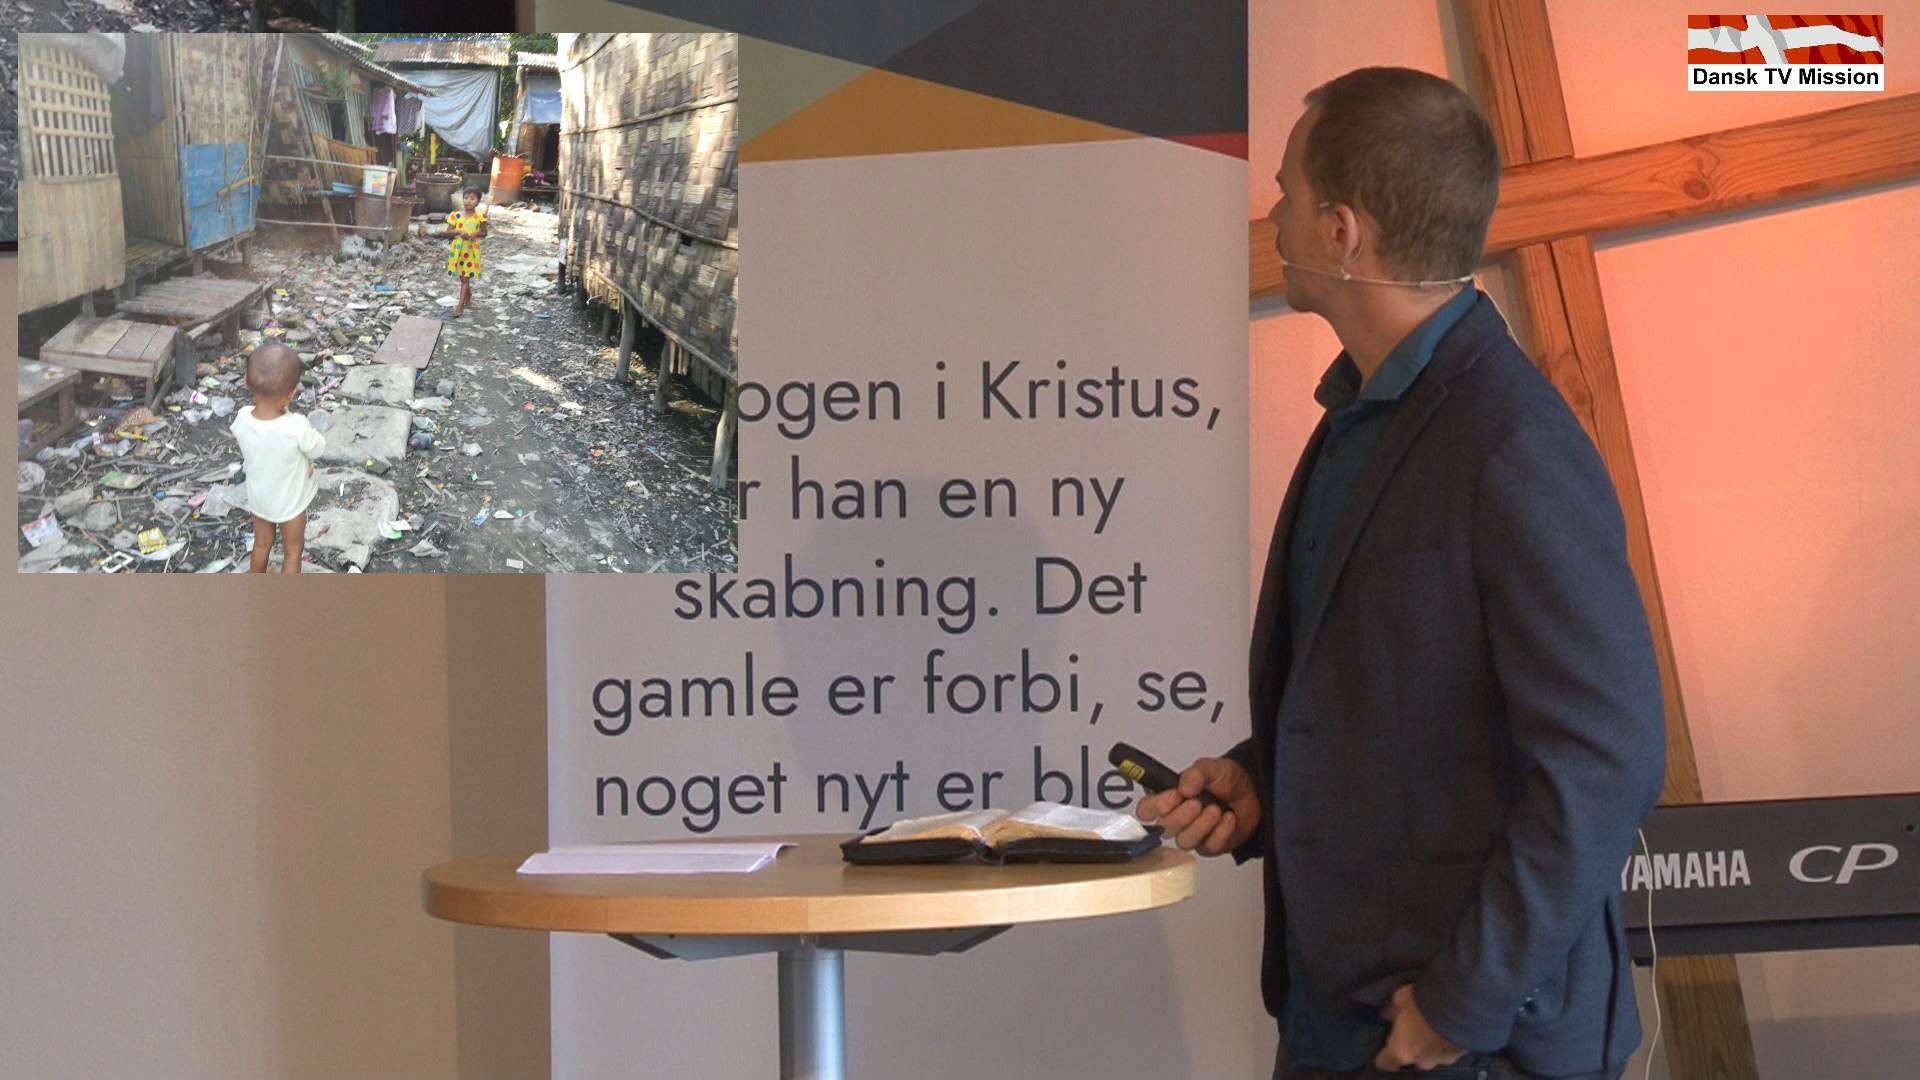 Dansk TV Mission
ogen i Kristus,
r han en ny
skabning. Det
gamle er forbi, se,
noget nyt er ble
YAMAHA CP